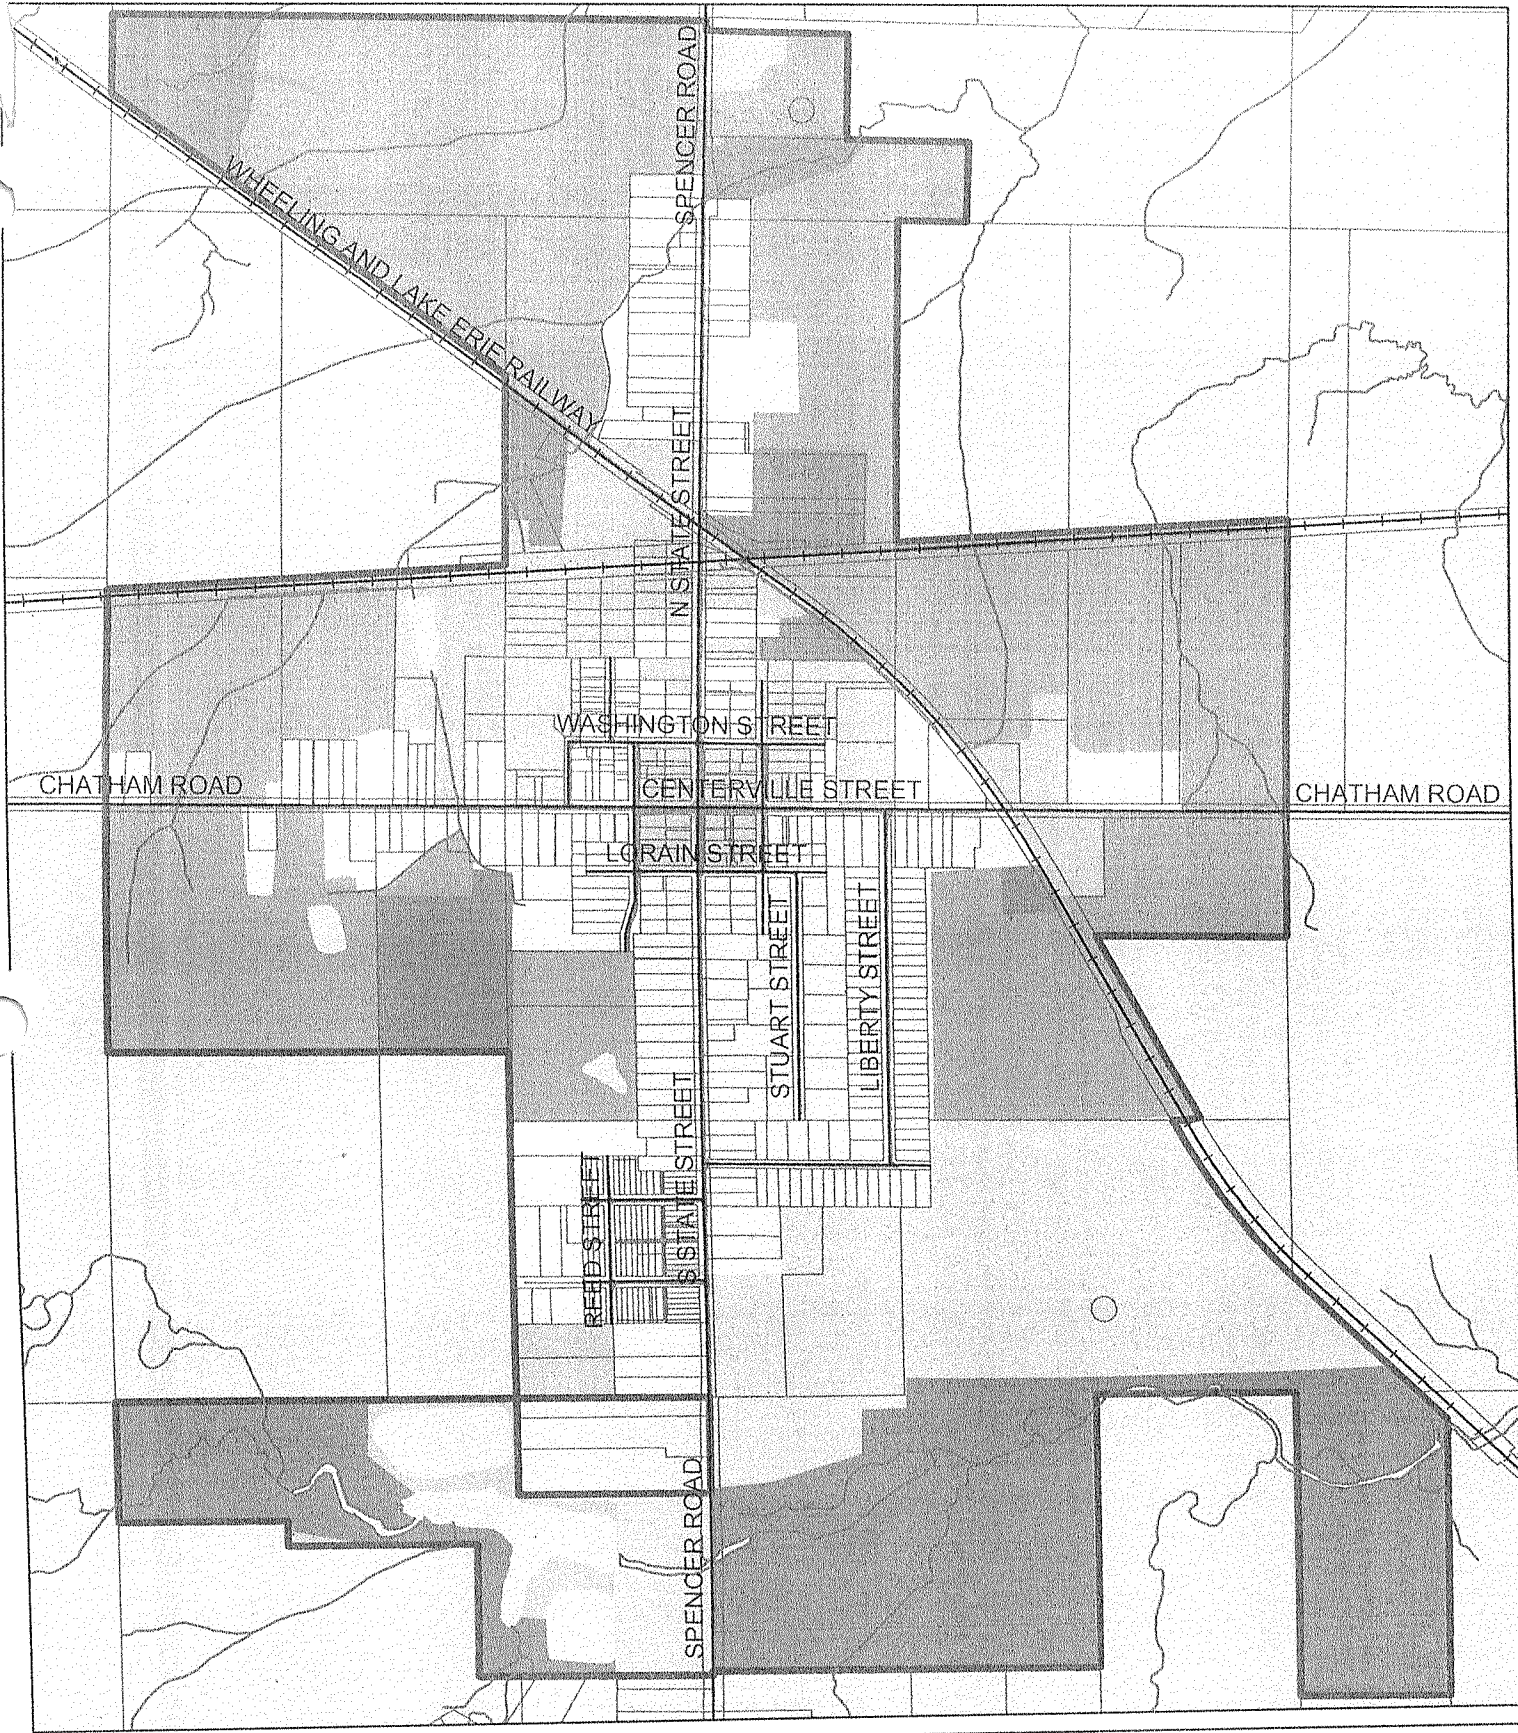 SPENCER ROAD
WHEELING AND LAKE ERIE RAILWAY
N STATE STREET
WASHINGTON STREET
CHATHAM ROAD
CENTERVILLE STREET
CHATHAM ROAD
LORAIN STREET
STUART STREET
LIBERTY STREET
S STATE STREET
REED STREET
SPENCER ROAD